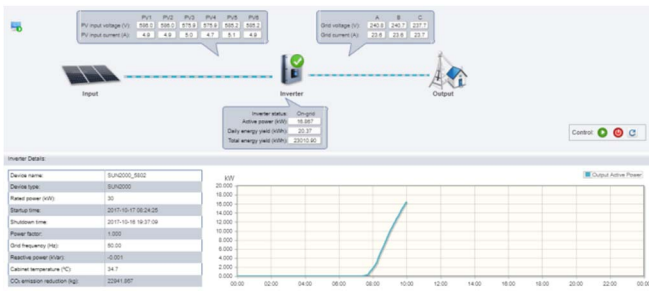 PV1 PV2 PV3 PV4 PV5 PV6
PV input voltage (V): 595.0 595.0 575.9 575.9 595.2 595.2
PV input current (A): 4.9 4.9 5.0 4.7 5.1 4.9
A B C
Grid voltage (V): 240.8 240.7 237.7
Grid current (A): 23.6 23.6 23.7
Input
Inverter
Output
Inverter status: On-grid
Active power (kW): 16.867
Daily energy yield (kWh): 20.37
Total energy yield (kWh): 23010.90
Control:
Inverter Details:
Device name: SUN2000_5802
Device type: SUN2000
Rated power (kW): 30
Startup time: 2017-10-17 06:24:25
Shutdown time: 2017-10-16 19:37:09
Power factor: 1.000
Grid frequency (Hz): 60.00
Reactive power (kVar): -0.001
Cabinet temperature (°C): 34.7
CO₂ emission reduction (kg): 22941.867
kW
Output Active Power
20.000
18.000
16.000
14.000
12.000
10.000
8.000
6.000
4.000
2.000
0.000
00:00 02:00 04:00 06:00 08:00 10:00 12:00 14:00 16:00 18:00 20:00 22:00 00:00